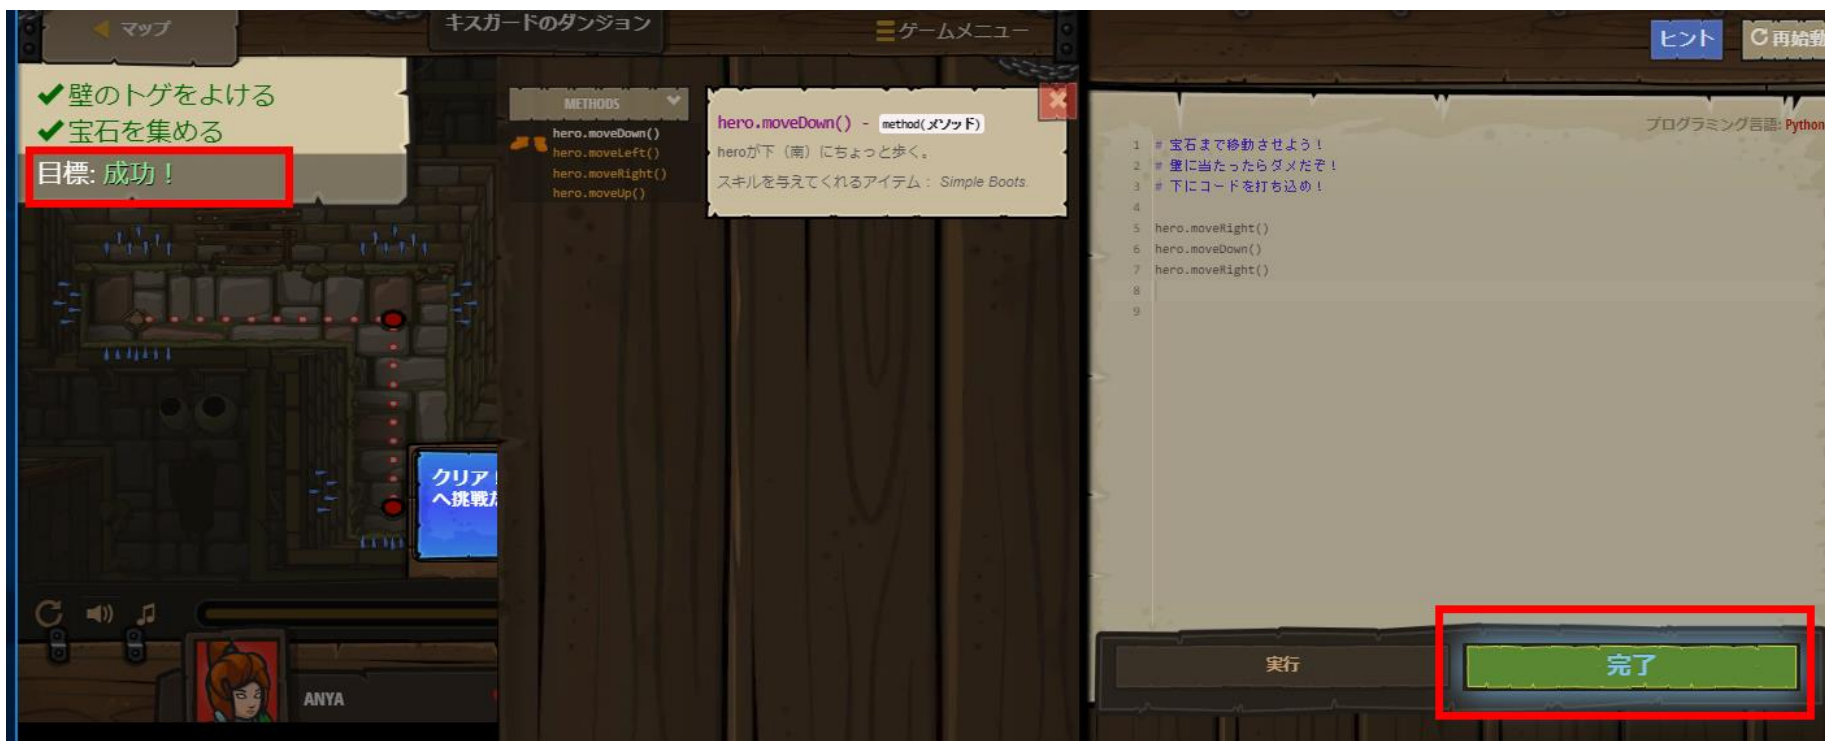 マップ
キスガードのダンジョン
ゲームメニュー
ヒント
再始動
壁のトゲをよける
宝石を集める
目標: 成功！
METHODS
hero.moveDown()
hero.moveLeft()
hero.moveRight()
hero.moveUp()
hero.moveDown() - method(メソッド)
heroが下（南）にちょっと歩く。
スキルを与えてくれるアイテム： Simple Boots.
プログラミング言語: Python
1 # 宝石まで移動させよう！
2 # 壁に当たったらダメだぞ！
3 # 下にコードを打ち込め！
4
5 hero.moveRight()
6 hero.moveDown()
7 hero.moveRight()
8
9
クリア！
へ挑戦
実行
完了
ANYA